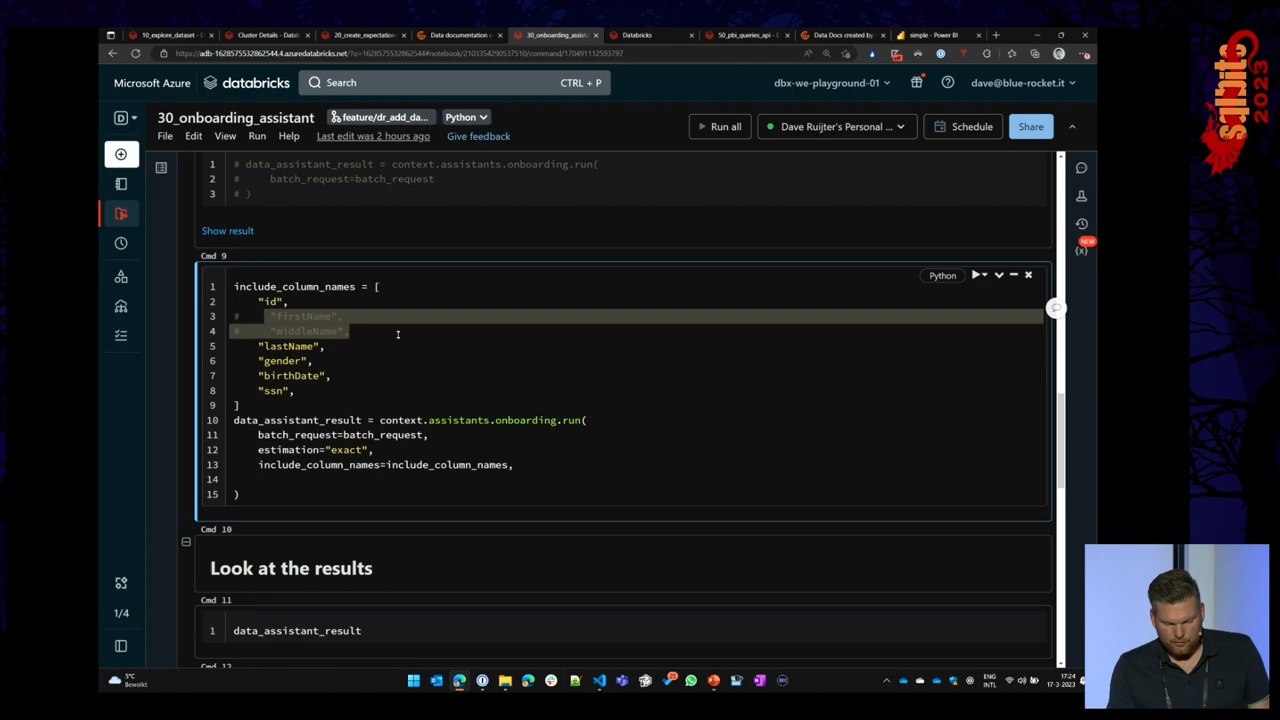 10_explore_dataset -
Cluster Details - Datab
20_create_expectation
Data documentation
30_onboarding_assist
Databricks
50_pbi_queries_api - D
Data Docs created by
simple - Power BI
Microsoft Azure
databricks
Search
CTRL + P
dbx-we-playground-01
dave@blue-rocket.it
30_onboarding_assistant
feature/dr_add_da...
Python
File
Edit
View
Run
Help
Last edit was 2 hours ago
Give feedback
Run all
Dave Ruijter's Personal ...
Schedule
Share
1 # data_assistant_result = context.assistants.onboarding.run(
2 #     batch_request=batch_request
3 # )
Show result
Cmd 9
Python
1 include_column_names = [
2     "id",
3 #     "firstName",
4 #     "middleName",
5     "lastName",
6     "gender",
7     "birthDate",
8     "ssn",
9 ]
10 data_assistant_result = context.assistants.onboarding.run(
11     batch_request=batch_request,
12     estimation="exact",
13     include_column_names=include_column_names,
14
15 )
Cmd 10
Look at the results
Cmd 11
1 data_assistant_result
Cmd 12
NEW
1/4
5°C
Bewolkt
ENG
INTL
17:24
17-3-2023
sqlbits
2023